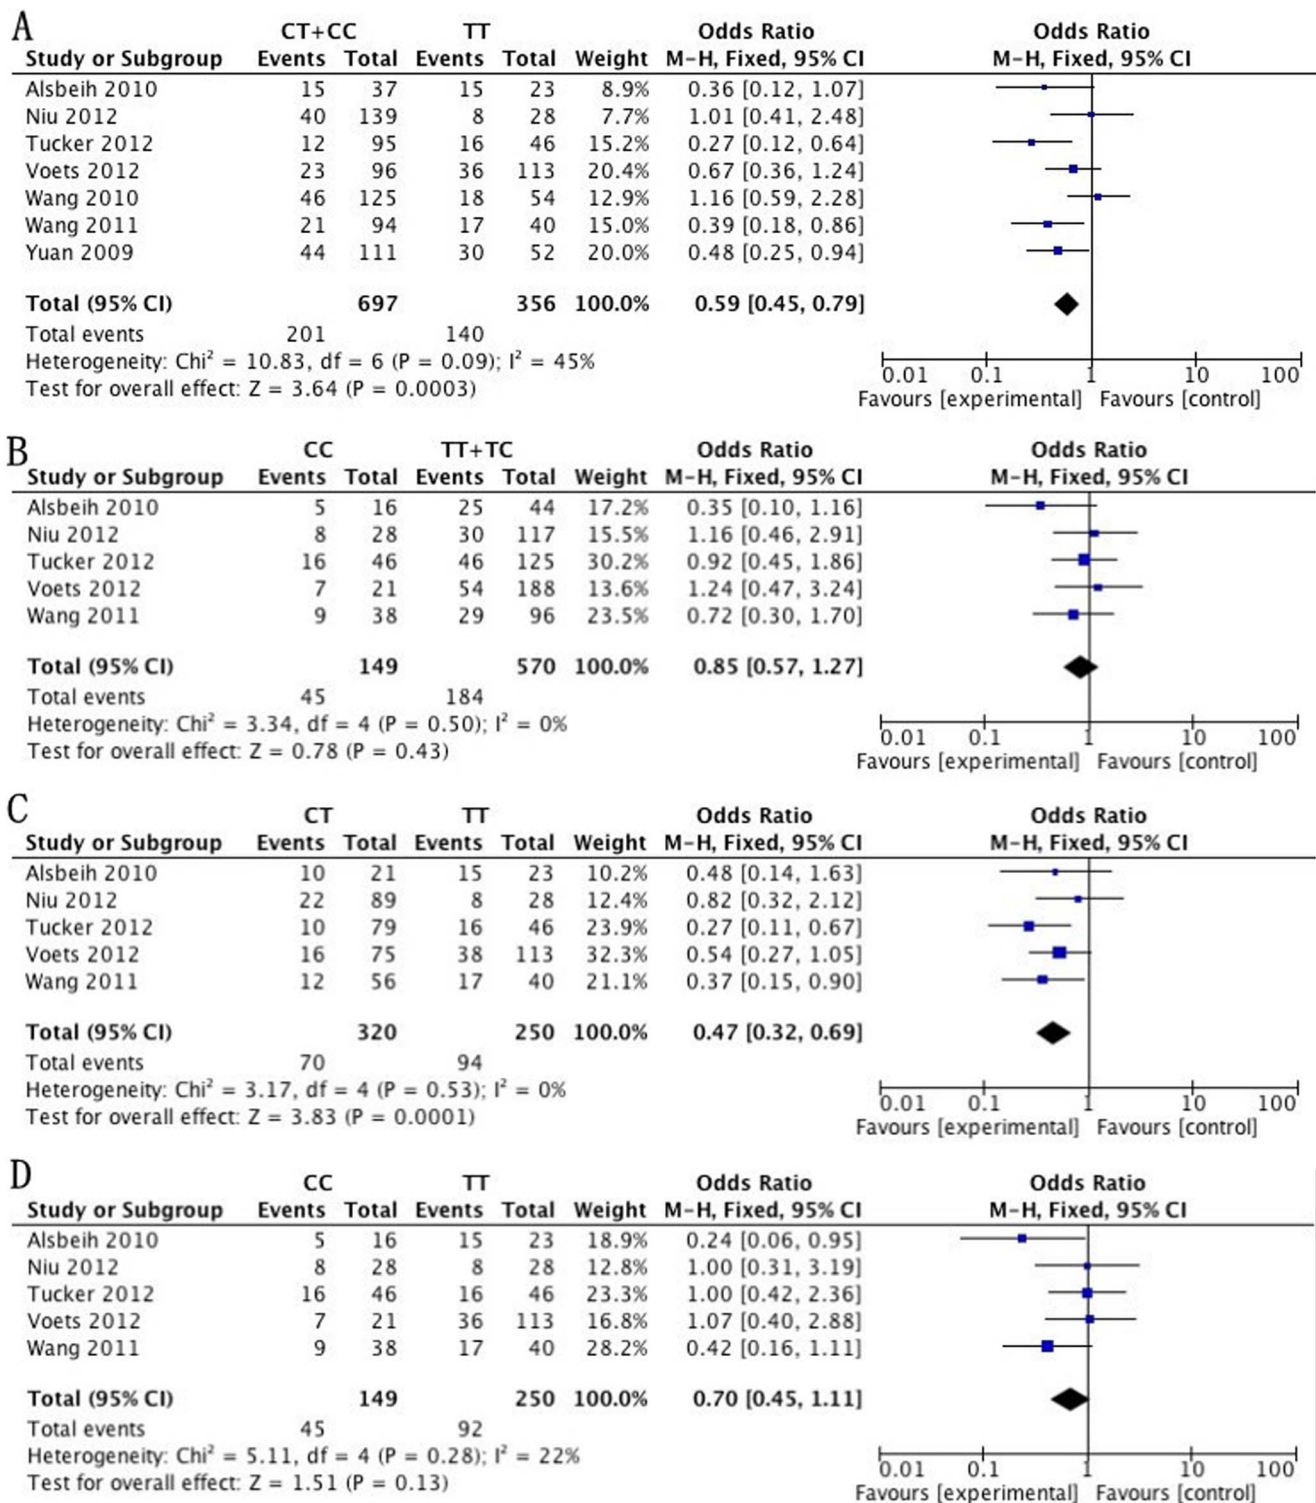 A
CT+CC TT Odds Ratio Odds Ratio
Study or Subgroup Events Total Events Total Weight M-H, Fixed, 95% CI M-H, Fixed, 95% CI
Alsbeih 2010 15 37 15 23 8.9% 0.36 [0.12, 1.07]
Niu 2012 40 139 8 28 7.7% 1.01 [0.41, 2.48]
Tucker 2012 12 95 16 46 15.2% 0.27 [0.12, 0.64]
Voets 2012 23 96 36 113 20.4% 0.67 [0.36, 1.24]
Wang 2010 46 125 18 54 12.9% 1.16 [0.59, 2.28]
Wang 2011 21 94 17 40 15.0% 0.39 [0.18, 0.86]
Yuan 2009 44 111 30 52 20.0% 0.48 [0.25, 0.94]
Total (95% CI) 697 356 100.0% 0.59 [0.45, 0.79]
Total events 201 140
Heterogeneity: Chi² = 10.83, df = 6 (P = 0.09); I² = 45%
Test for overall effect: Z = 3.64 (P = 0.0003)
0.01 0.1 1 10 100
Favours [experimental] Favours [control]
B
CC TT+TC Odds Ratio Odds Ratio
Study or Subgroup Events Total Events Total Weight M-H, Fixed, 95% CI M-H, Fixed, 95% CI
Alsbeih 2010 5 16 25 44 17.2% 0.35 [0.10, 1.16]
Niu 2012 8 28 30 117 15.5% 1.16 [0.46, 2.91]
Tucker 2012 16 46 46 125 30.2% 0.92 [0.45, 1.86]
Voets 2012 7 21 54 188 13.6% 1.24 [0.47, 3.24]
Wang 2011 9 38 29 96 23.5% 0.72 [0.30, 1.70]
Total (95% CI) 149 570 100.0% 0.85 [0.57, 1.27]
Total events 45 184
Heterogeneity: Chi² = 3.34, df = 4 (P = 0.50); I² = 0%
Test for overall effect: Z = 0.78 (P = 0.43)
0.01 0.1 1 10 100
Favours [experimental] Favours [control]
C
CT TT Odds Ratio Odds Ratio
Study or Subgroup Events Total Events Total Weight M-H, Fixed, 95% CI M-H, Fixed, 95% CI
Alsbeih 2010 10 21 15 23 10.2% 0.48 [0.14, 1.63]
Niu 2012 22 89 8 28 12.4% 0.82 [0.32, 2.12]
Tucker 2012 10 79 16 46 23.9% 0.27 [0.11, 0.67]
Voets 2012 16 75 38 113 32.3% 0.54 [0.27, 1.05]
Wang 2011 12 56 17 40 21.1% 0.37 [0.15, 0.90]
Total (95% CI) 320 250 100.0% 0.47 [0.32, 0.69]
Total events 70 94
Heterogeneity: Chi² = 3.17, df = 4 (P = 0.53); I² = 0%
Test for overall effect: Z = 3.83 (P = 0.0001)
0.01 0.1 1 10 100
Favours [experimental] Favours [control]
D
CC TT Odds Ratio Odds Ratio
Study or Subgroup Events Total Events Total Weight M-H, Fixed, 95% CI M-H, Fixed, 95% CI
Alsbeih 2010 5 16 15 23 18.9% 0.24 [0.06, 0.95]
Niu 2012 8 28 8 28 12.8% 1.00 [0.31, 3.19]
Tucker 2012 16 46 16 46 23.3% 1.00 [0.42, 2.36]
Voets 2012 7 21 36 113 16.8% 1.07 [0.40, 2.88]
Wang 2011 9 38 17 40 28.2% 0.42 [0.16, 1.11]
Total (95% CI) 149 250 100.0% 0.70 [0.45, 1.11]
Total events 45 92
Heterogeneity: Chi² = 5.11, df = 4 (P = 0.28); I² = 22%
Test for overall effect: Z = 1.51 (P = 0.13)
0.01 0.1 1 10 100
Favours [experimental] Favours [control]